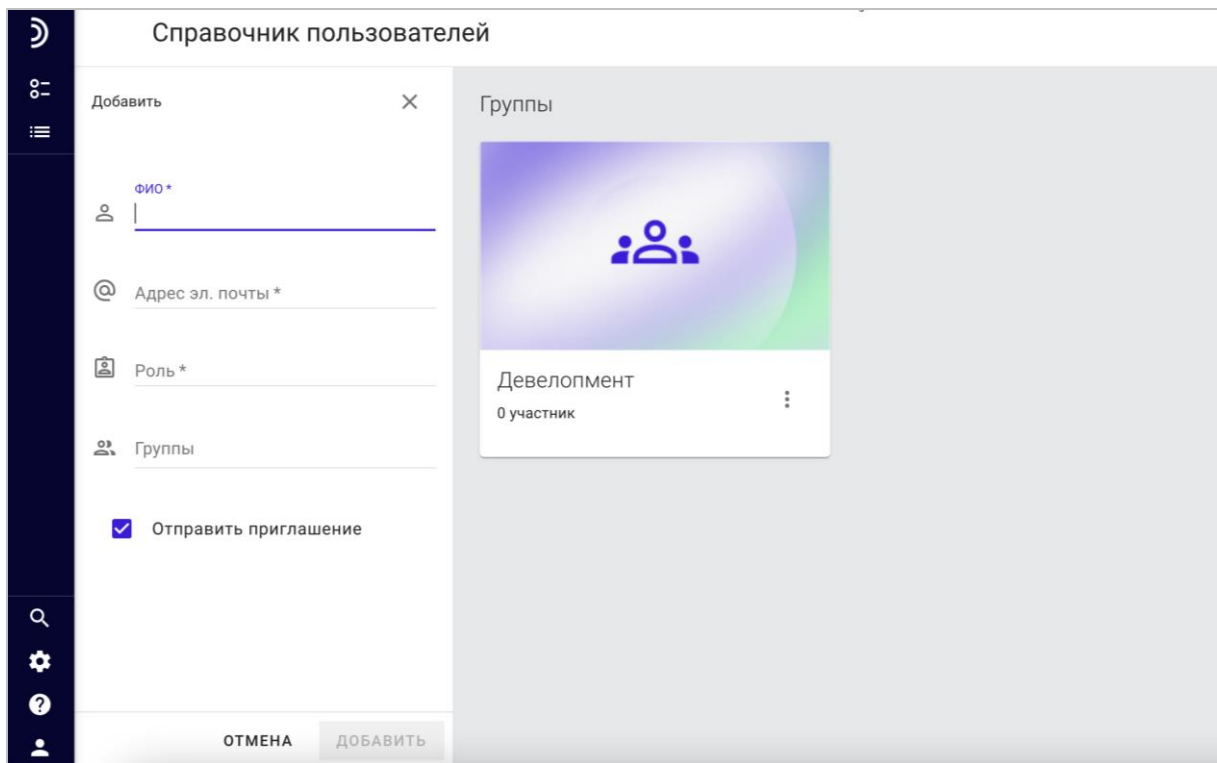 Справочник пользователей
Добавить
ФИО *
Адрес эл. почты *
Роль *
Группы
Отправить приглашение
ОТМЕНА ДОБАВИТЬ
Группы
Девелопмент
0 участник